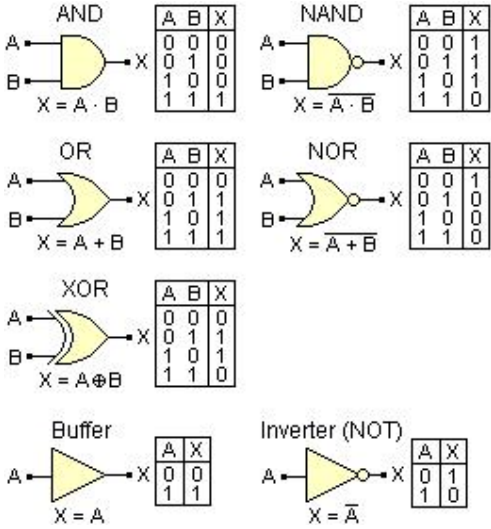 AND
A B X
0 0 0
0 1 0
1 0 0
1 1 1
A
B
X
X = A · B
NAND
A B X
0 0 1
0 1 1
1 0 1
1 1 0
A
B
X
X = \overline{A · B}
OR
A B X
0 0 0
0 1 1
1 0 1
1 1 1
A
B
X
X = A + B
NOR
A B X
0 0 1
0 1 0
1 0 0
1 1 0
A
B
X
X = \overline{A + B}
XOR
A B X
0 0 0
0 1 1
1 0 1
1 1 0
A
B
X
X = A⊕B
Buffer
A X
0 0
1 1
A
X
X = A
Inverter (NOT)
A X
0 1
1 0
A
X
X = \overline{A}